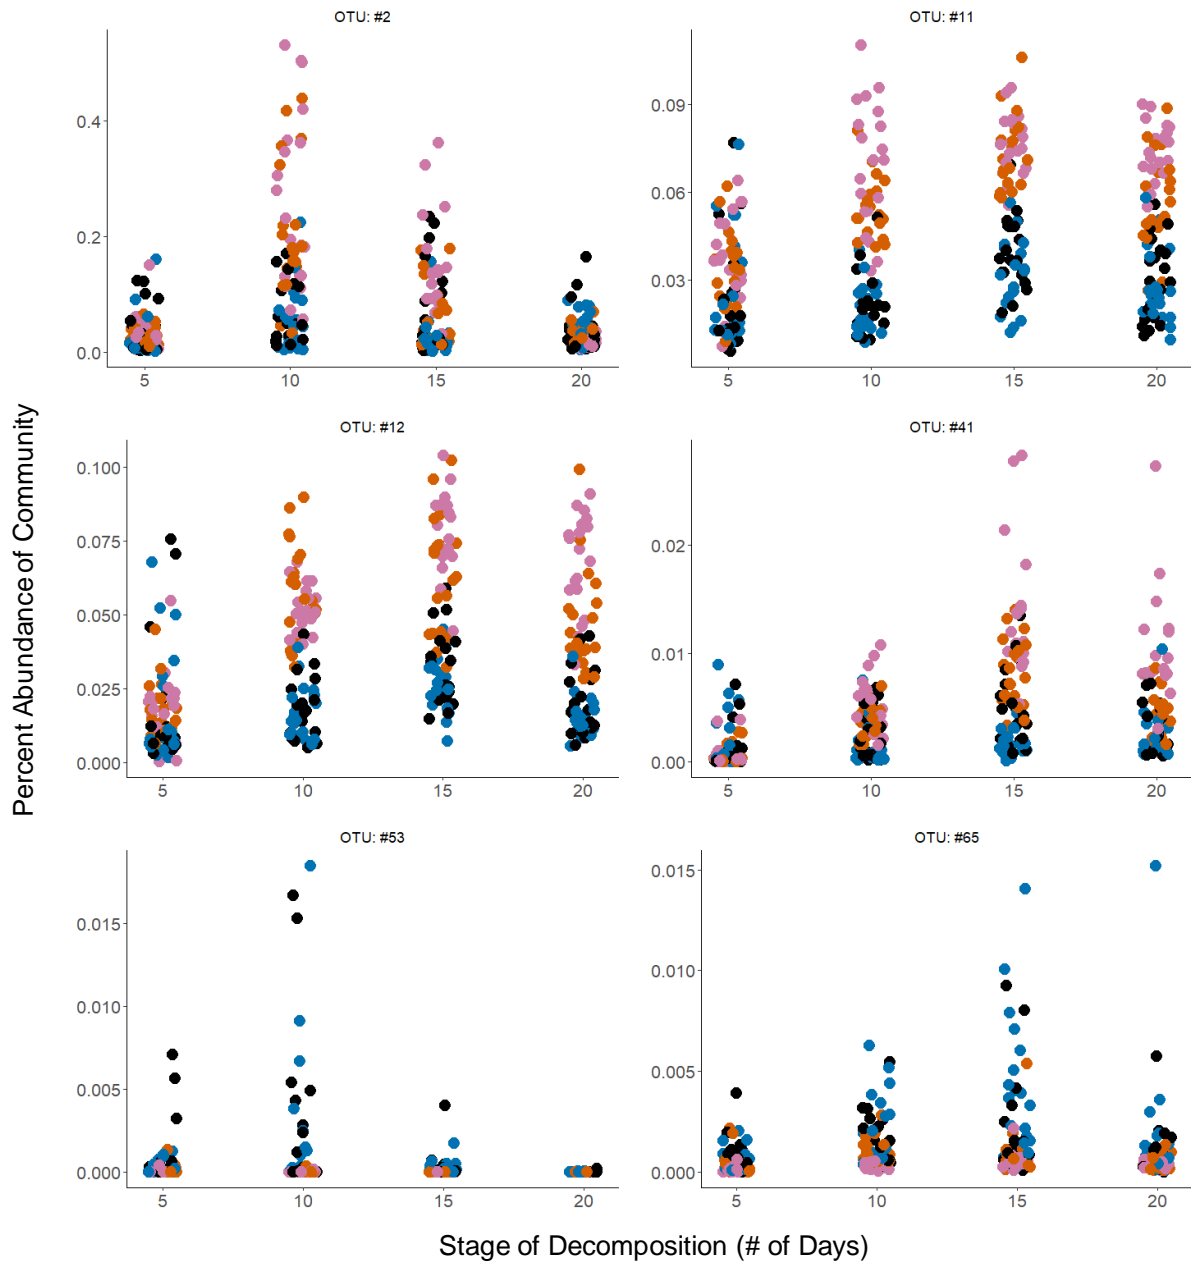 OTU: #2
OTU: #11
0.4
0.2
0.0
0.09
0.06
0.03
5 10 15 20
5 10 15 20
Percent Abundance of Community
OTU: #12
OTU: #41
0.100
0.075
0.050
0.025
0.000
0.02
0.01
0.00
5 10 15 20
5 10 15 20
OTU: #53
OTU: #65
0.015
0.010
0.005
0.000
0.015
0.010
0.005
0.000
5 10 15 20
5 10 15 20
Stage of Decomposition (# of Days)